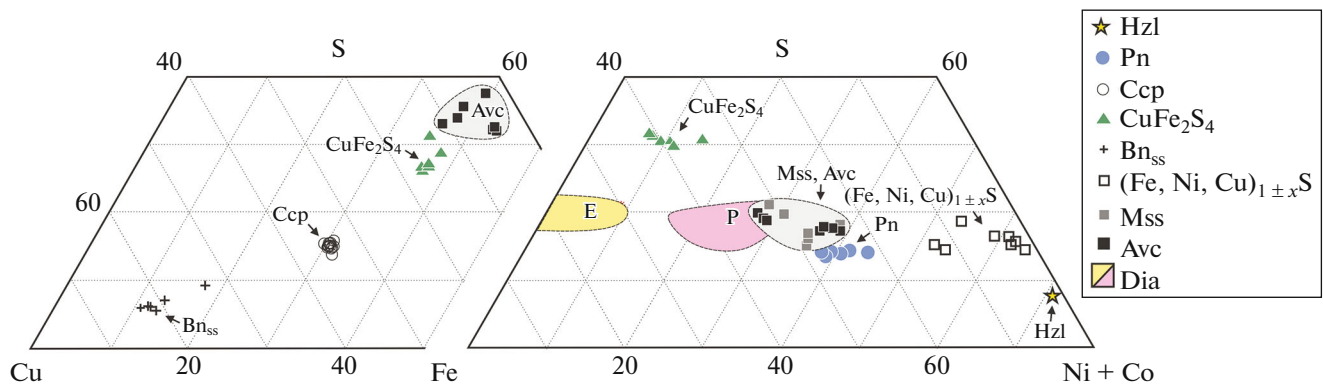 S
40
60
Avc
CuFe₂S₄
60
Ccp
Bnₛₛ
Cu
20
40
Fe
S
40
60
CuFe₂S₄
Mss, Avc
(Fe, Ni, Cu)₁ ± ₓS
E
P
Pn
Hzl
20
40
60
Ni + Co
Hzl
Pn
Ccp
CuFe₂S₄
Bnₛₛ
(Fe, Ni, Cu)₁ ± ₓS
Mss
Avc
Dia